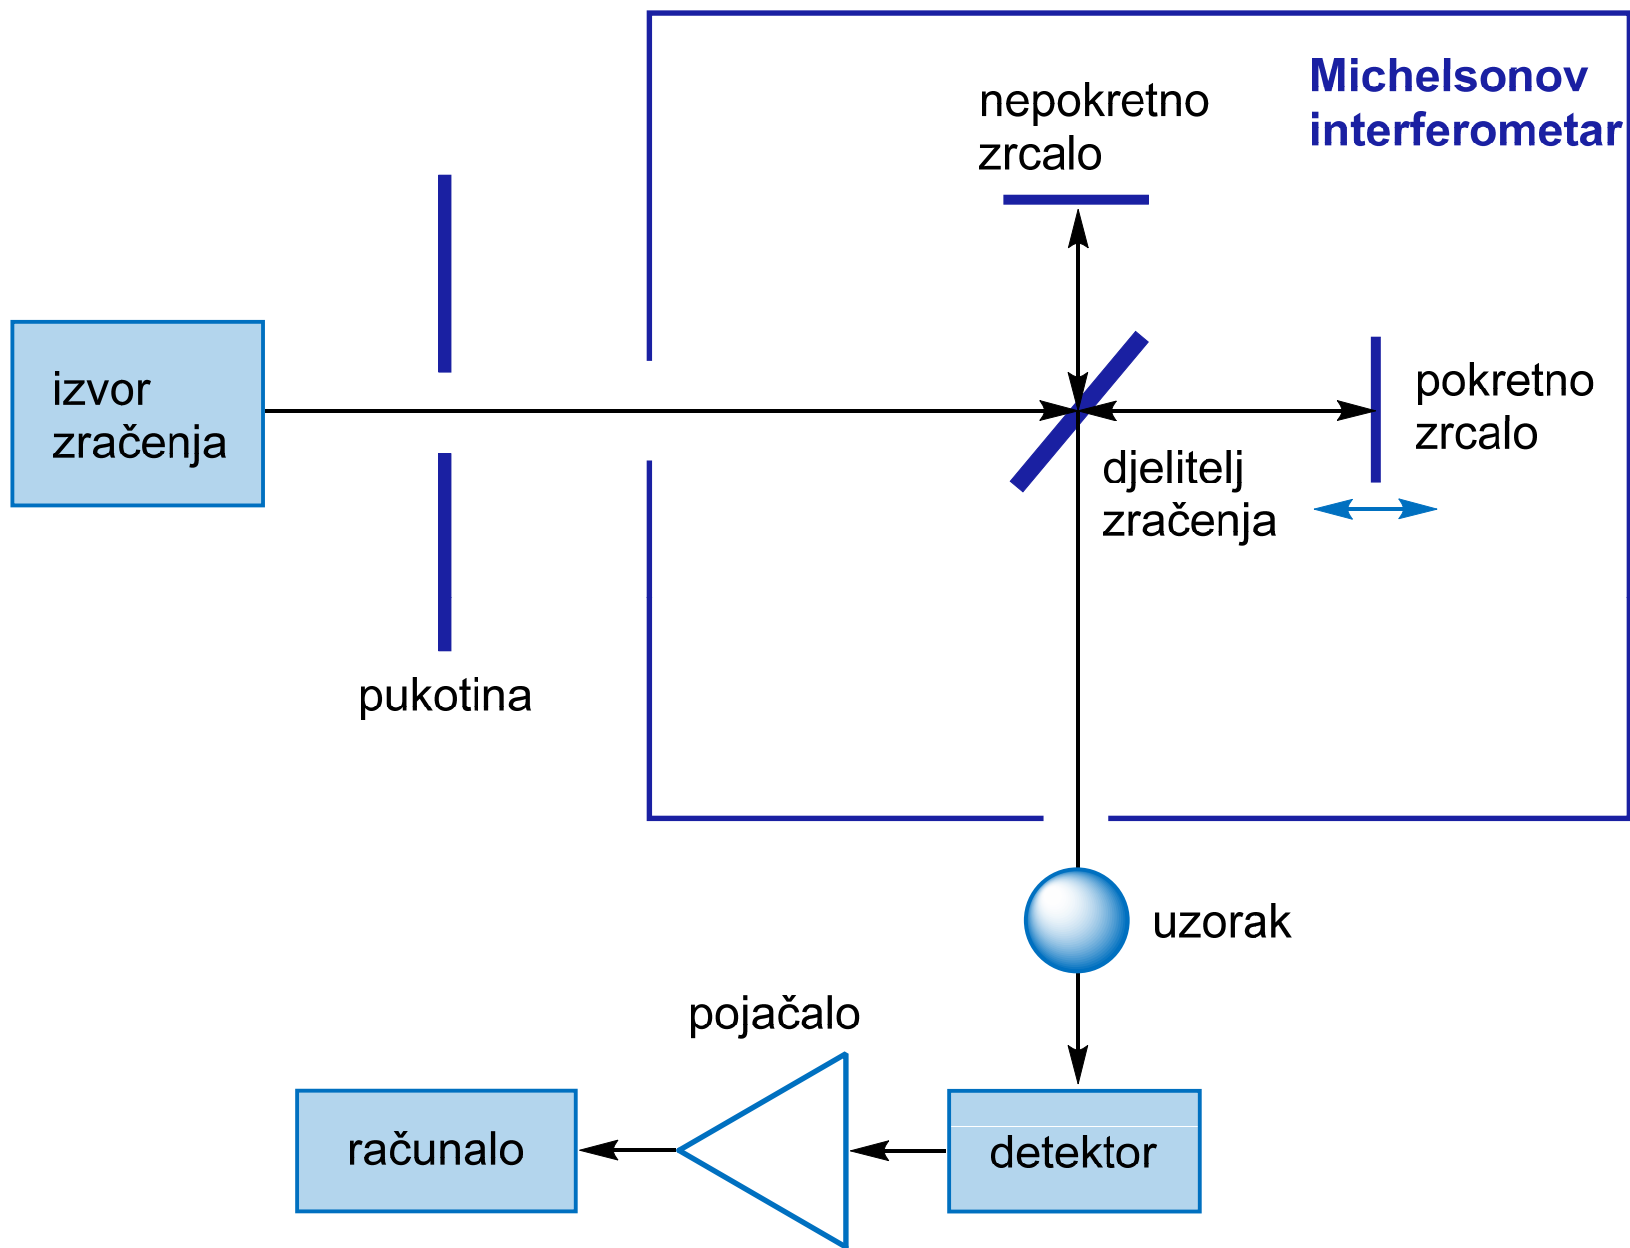 Michelsonov
interferometar
nepokretno
zrcalo
izvor
zračenja
pokretno
zrcalo
djelitelj
zračenja
pukotina
uzorak
pojačalo
računalo
detektor